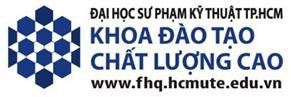 ĐẠI HỌC SƯ PHẠM KỸ THUẬT TP.HCM
KHOA ĐÀO TẠO
CHẤT LƯỢNG CAO
www.fhq.hcmute.edu.vn